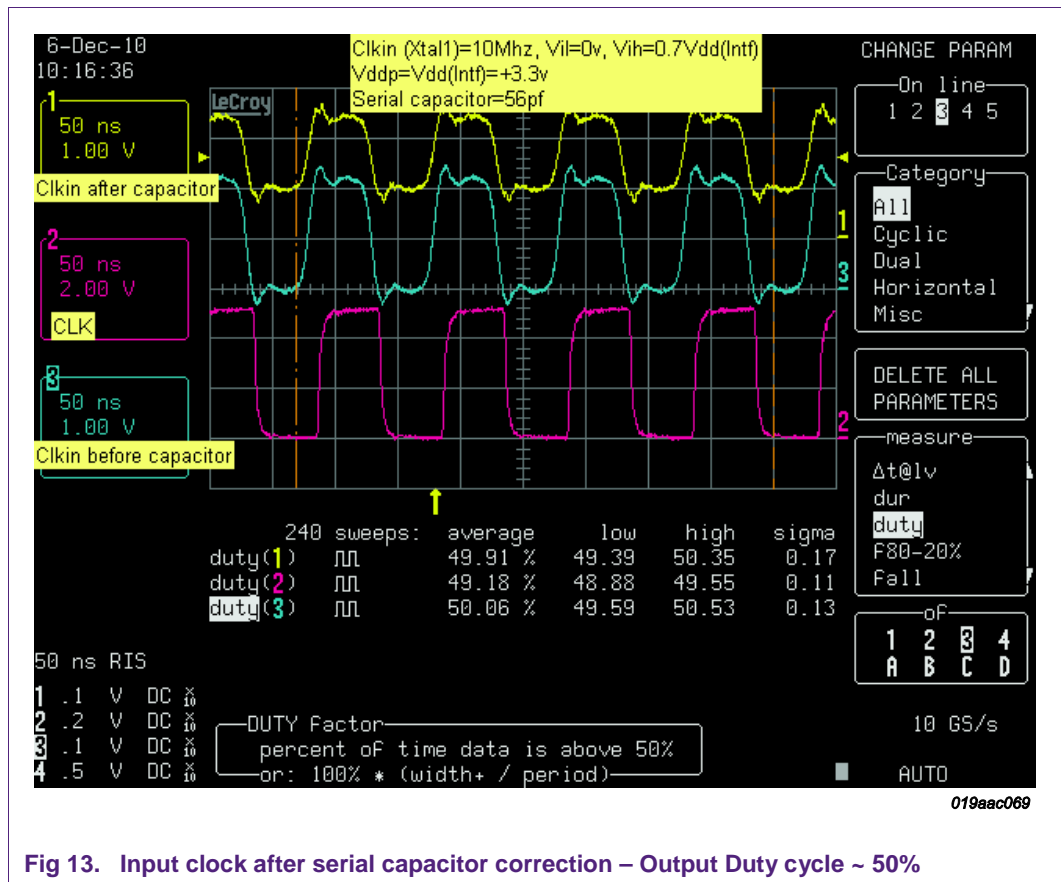 6-Dec-10
10:16:36
Clkin (Xtal1)=10Mhz, Vil=0v, Vih=0.7Vdd(Intf)
Vddp=Vdd(Intf)=+3.3v
Serial capacitor=56pf
LeCroy
1
50 ns
1.00 V
Clkin after capacitor
2
50 ns
2.00 V
CLK
3
50 ns
1.00 V
Clkin before capacitor
1
3
2
CHANGE PARAM
On line
1 2 3 4 5
Category
All
Cyclic
Dual
Horizontal
Misc
DELETE ALL
PARAMETERS
measure
Δt@lv
dur
duty
F80-20%
Fall
of
1 2 3 4
A B C D
240 sweeps: average low high sigma
duty(1) 49.91 % 49.39 50.35 0.17
duty(2) 49.18 % 48.88 49.55 0.11
duty(3) 50.06 % 49.59 50.53 0.13
50 ns RIS
1 .1 V DC X10
2 .2 V DC X10
3 .1 V DC X10
4 .5 V DC X10
DUTY Factor
percent of time data is above 50%
or: 100% * (width+ / period)
10 GS/s
AUTO
019aac069
Fig 13. Input clock after serial capacitor correction – Output Duty cycle ~ 50%